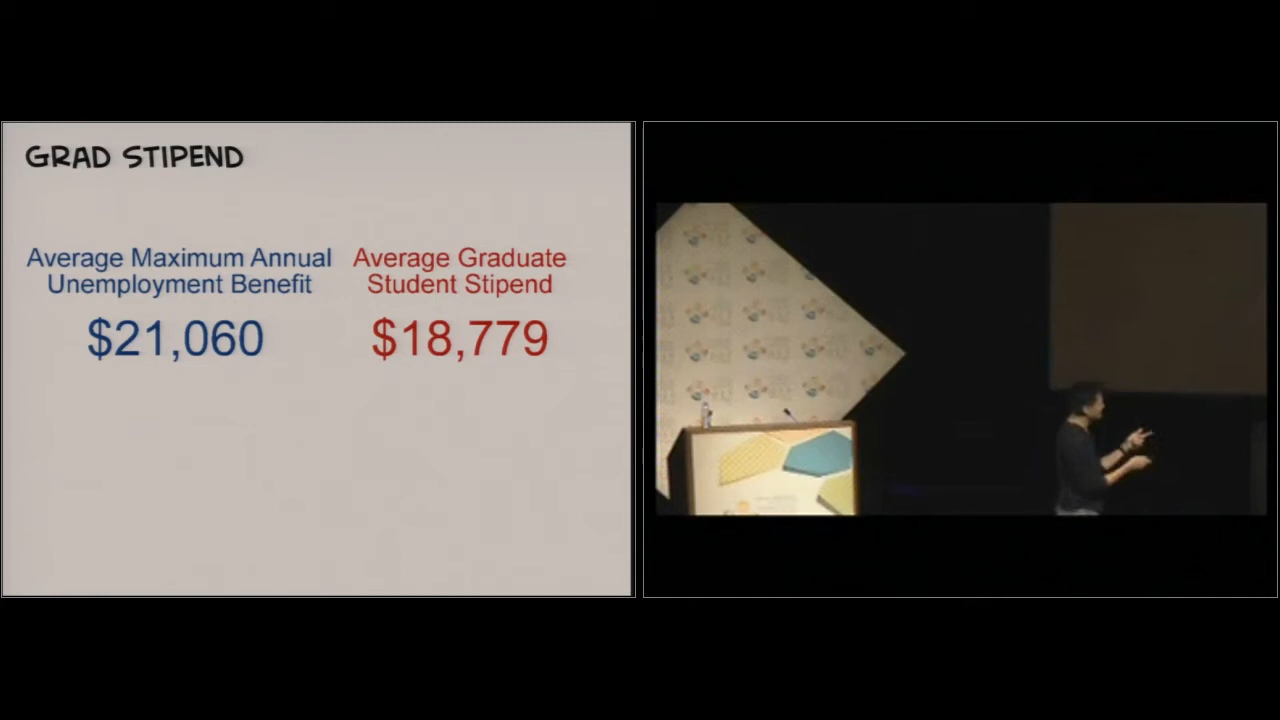 GRAD STIPEND
Average Maximum Annual
Unemployment Benefit
$21,060
Average Graduate
Student Stipend
$18,779